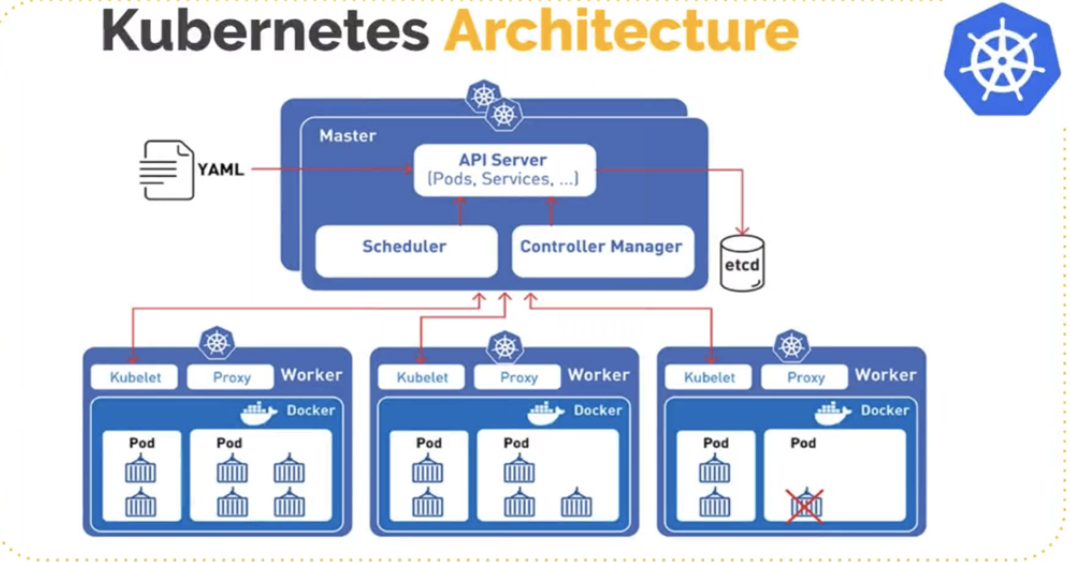 Kubernetes Architecture
Master
YAML
API Server
(Pods, Services, ...)
Scheduler
Controller Manager
etcd
Kubelet
Proxy
Worker
Docker
Pod
Pod
Kubelet
Proxy
Worker
Docker
Pod
Pod
Kubelet
Proxy
Worker
Docker
Pod
Pod